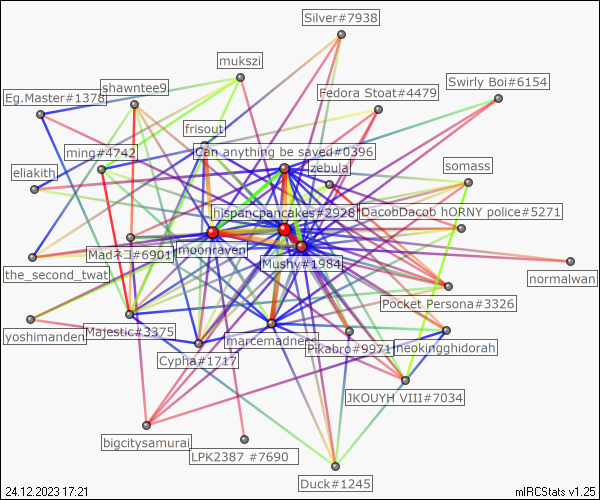 Silver#7938
mukszi
Swirly Boi#6154
shawntee9
Fedora Stoat#4479
Eg.Master#1378
frisout
ming#4742
Can anything be saved#0396
eliakith
zebula
somass
hispancpancakes#2928
DacobDacob hORNY police#5271
Madネコ#6901
moonraven
Mushy#1984
the_second_twat
normalwan
Pocket Persona#3326
yoshimanden
Majestic#3375
marcemadness
Cypha#1717
Pikabro#9971
neokingghidorah
JKOUYH VIII#7034
bigcitysamurai
LPK2387 #7690
Duck#1245
24.12.2023 17:21
mIRCStats v1.25